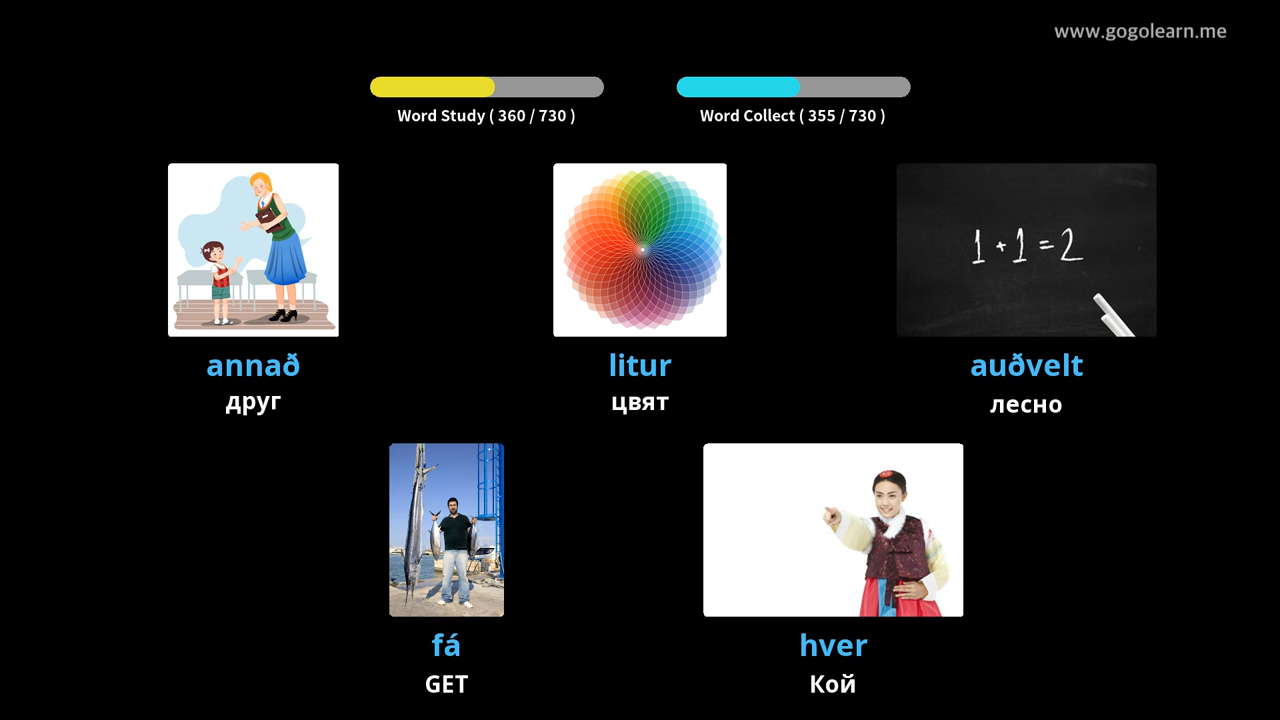 www.gogolearn.me
Word Study ( 360 / 730 )
Word Collect ( 355 / 730 )
1 + 1 = 2
annað
друг
litur
цвят
auðvelt
лесно
fá
GET
hver
Кой